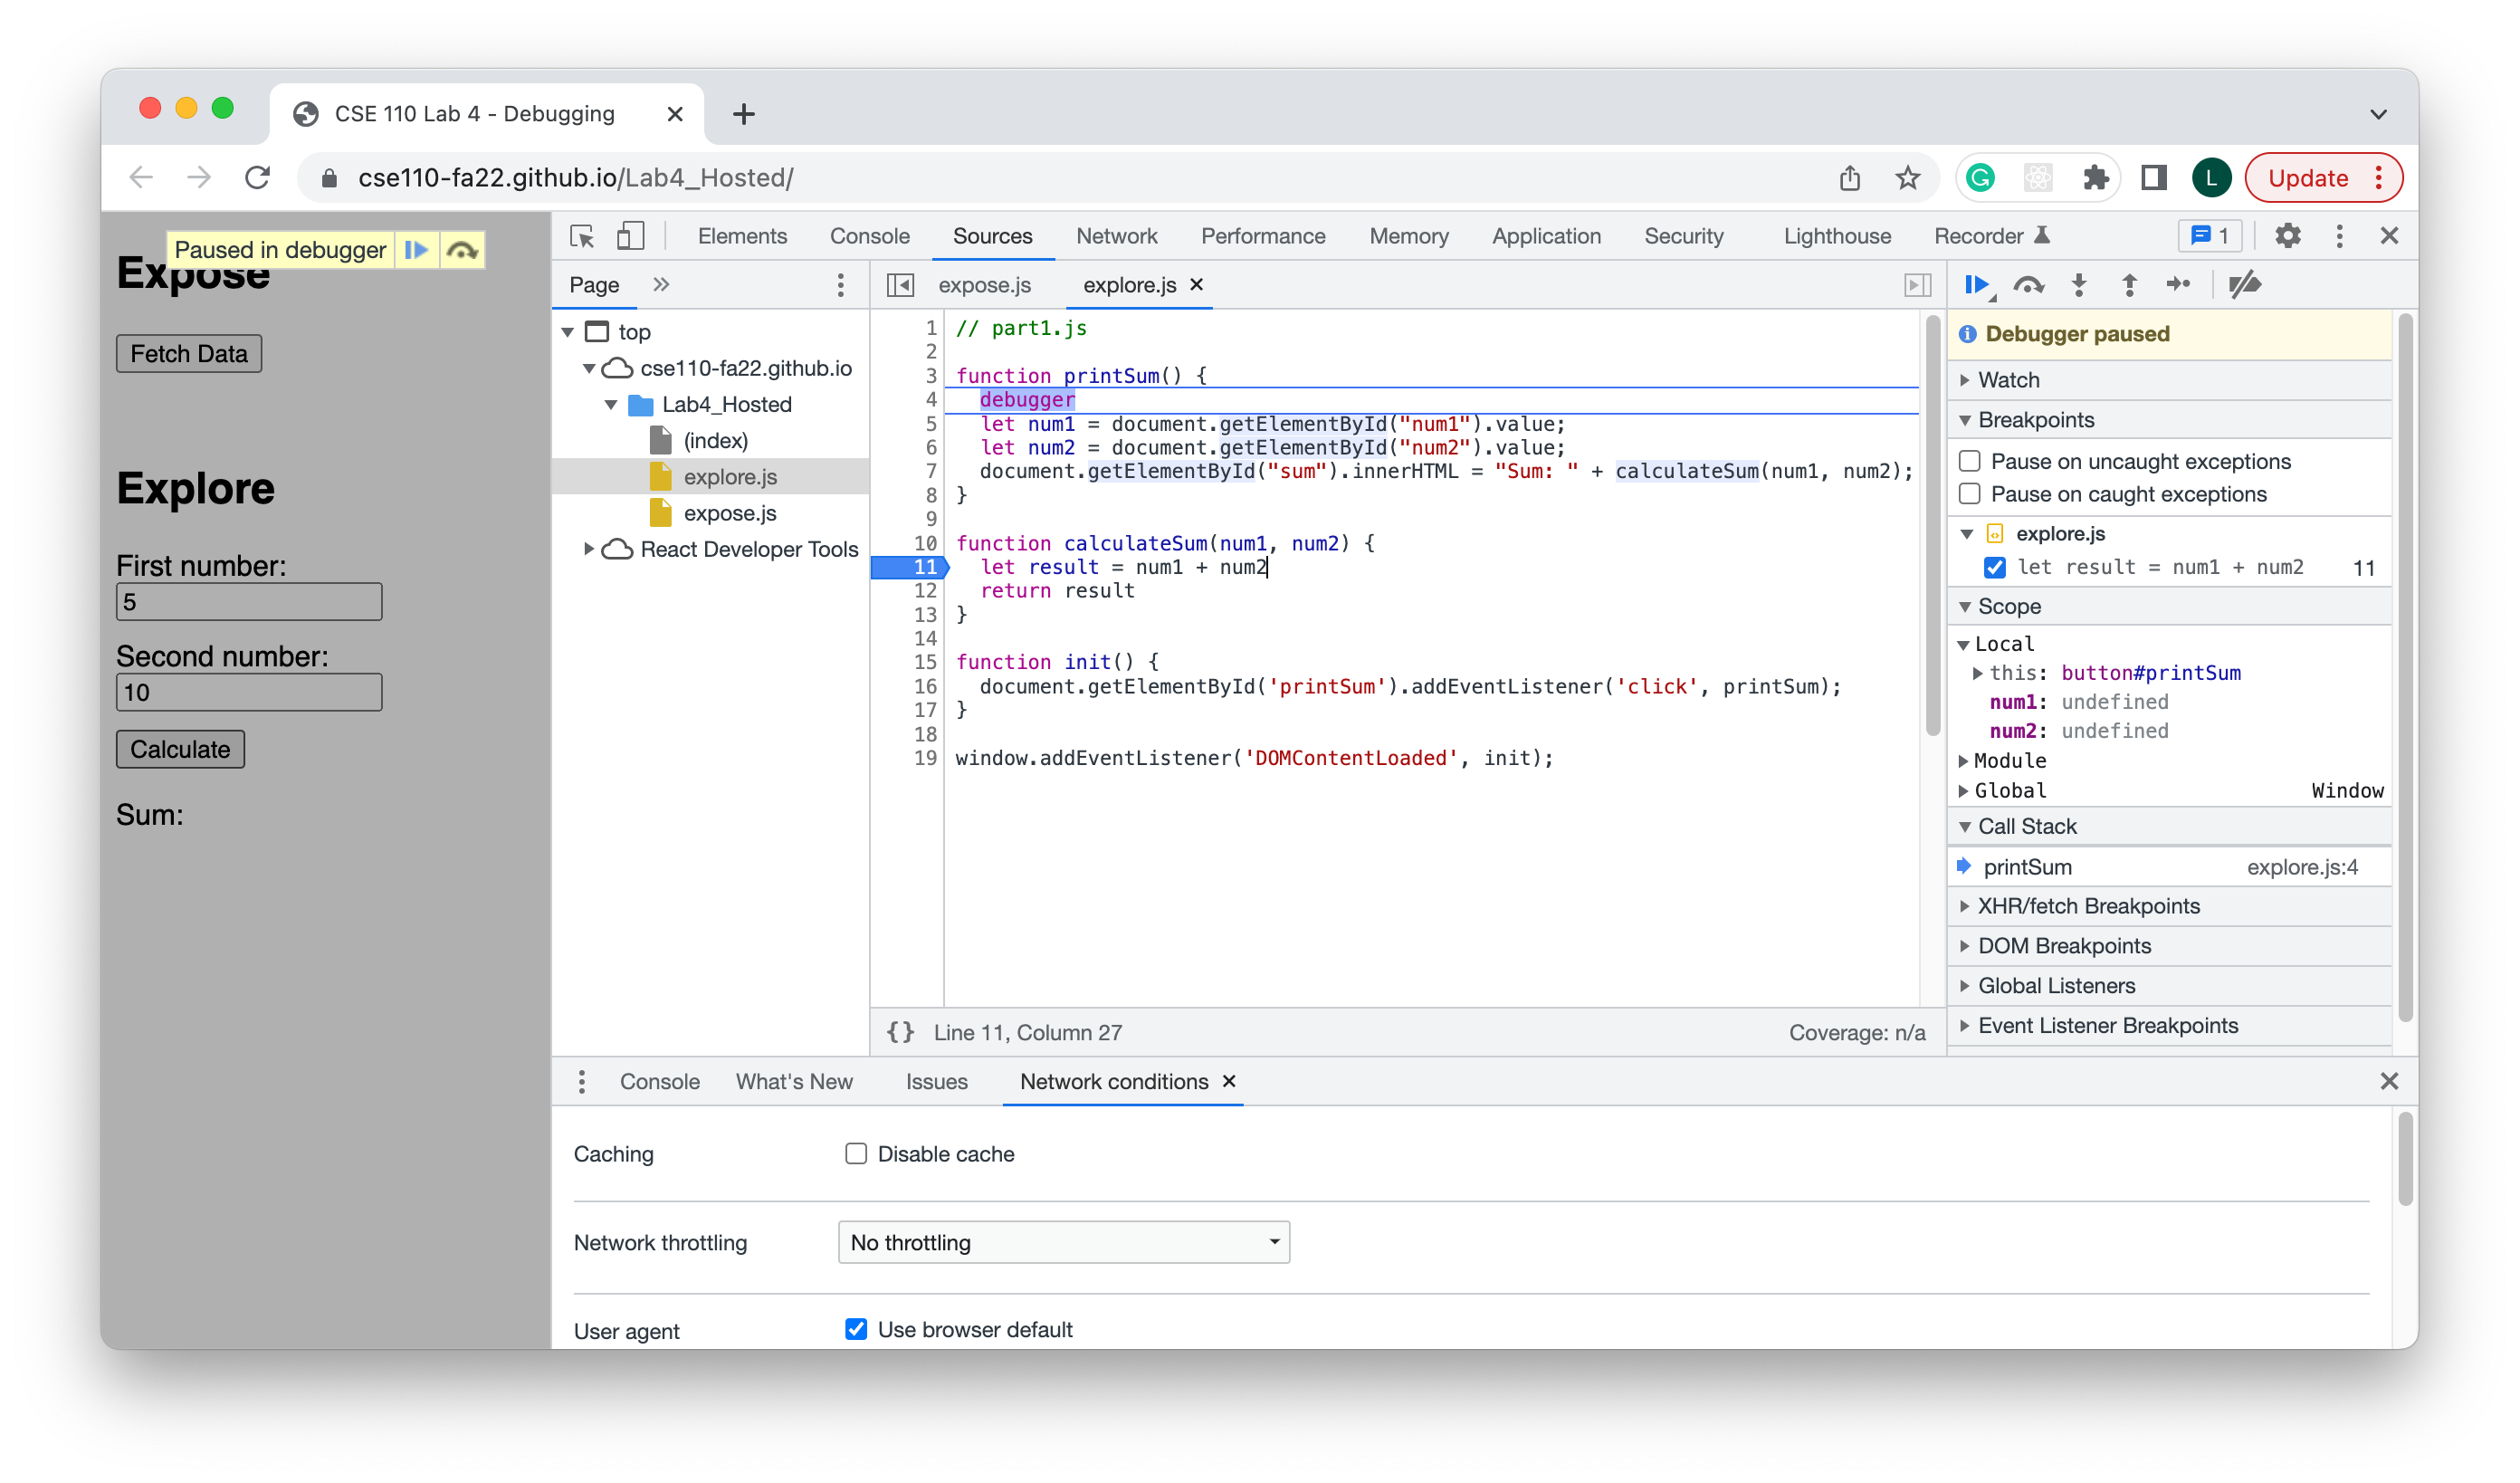 CSE 110 Lab 4 - Debugging
cse110-fa22.github.io/Lab4_Hosted/
L
Update
Paused in debugger
Expose
Fetch Data
Explore
First number:
5
Second number:
10
Calculate
Sum:
Elements Console Sources Network Performance Memory Application Security Lighthouse Recorder 1
Page
top
cse110-fa22.github.io
Lab4_Hosted
(index)
explore.js
expose.js
React Developer Tools
expose.js explore.js
1 // part1.js
2
3 function printSum() {
4 debugger
5 let num1 = document.getElementById("num1").value;
6 let num2 = document.getElementById("num2").value;
7 document.getElementById("sum").innerHTML = "Sum: " + calculateSum(num1, num2);
8 }
9
10 function calculateSum(num1, num2) {
11 let result = num1 + num2
12 return result
13 }
14
15 function init() {
16 document.getElementById('printSum').addEventListener('click', printSum);
17 }
18
19 window.addEventListener('DOMContentLoaded', init);
{} Line 11, Column 27 Coverage: n/a
Debugger paused
Watch
Breakpoints
Pause on uncaught exceptions
Pause on caught exceptions
explore.js
let result = num1 + num2 11
Scope
Local
this: button#printSum
num1: undefined
num2: undefined
Module
Global Window
Call Stack
printSum explore.js:4
XHR/fetch Breakpoints
DOM Breakpoints
Global Listeners
Event Listener Breakpoints
Console What's New Issues Network conditions
Caching Disable cache
Network throttling No throttling
User agent Use browser default